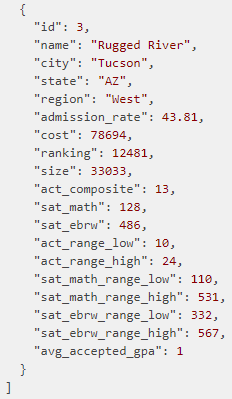 {
"id": 3,
"name": "Rugged River",
"city": "Tucson",
"state": "AZ",
"region": "West",
"admission_rate": 43.81,
"cost": 78694,
"ranking": 12481,
"size": 33033,
"act_composite": 13,
"sat_math": 128,
"sat_ebrw": 486,
"act_range_low": 10,
"act_range_high": 24,
"sat_math_range_low": 110,
"sat_math_range_high": 531,
"sat_ebrw_range_low": 332,
"sat_ebrw_range_high": 567,
"avg_accepted_gpa": 1
}
]